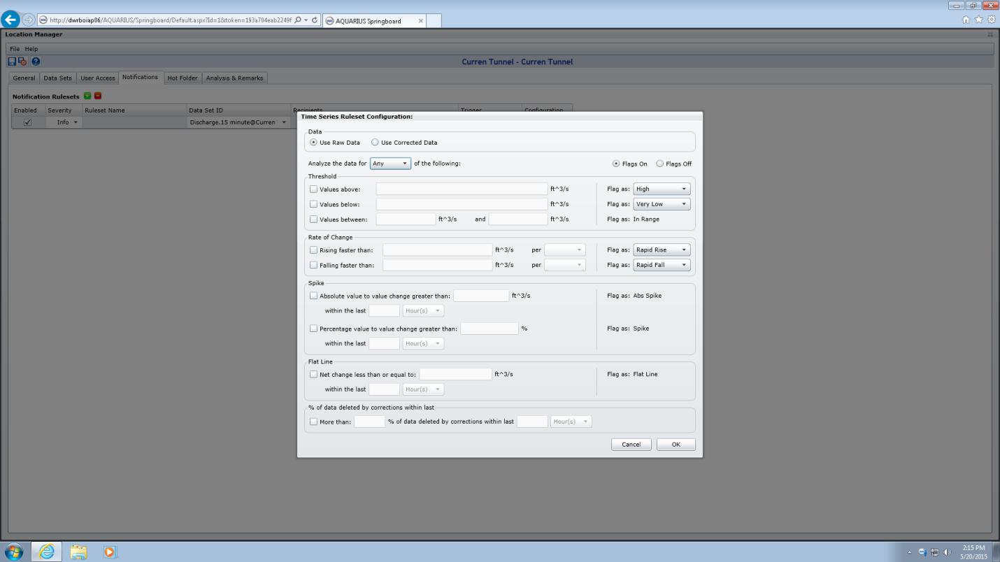 http://dwrboiap06/AQUARIUS/Springboard/Default.aspx?Id=1&token=193a704eab2249f
AQUARIUS Springboard
Location Manager
File Help
Curren Tunnel - Curren Tunnel
General Data Sets User Access Notifications Hot Folder Analysis & Remarks
Notification Rulesets
Enabled Severity Ruleset Name Data Set ID Recipients Trigger Configuration
Info Discharge.15 minute@Curren
Time Series Ruleset Configuration:
Data
Use Raw Data Use Corrected Data
Analyze the data for Any of the following: Flags On Flags Off
Threshold
Values above: ft^3/s Flag as: High
Values below: ft^3/s Flag as: Very Low
Values between: ft^3/s and ft^3/s Flag as: In Range
Rate of Change
Rising faster than: ft^3/s per Flag as: Rapid Rise
Falling faster than: ft^3/s per Flag as: Rapid Fall
Spike
Absolute value to value change greater than: ft^3/s Flag as: Abs Spike
within the last Hour(s)
Percentage value to value change greater than: % Flag as: Spike
within the last Hour(s)
Flat Line
Net change less than or equal to: ft^3/s Flag as: Flat Line
within the last Hour(s)
% of data deleted by corrections within last
More than: % of data deleted by corrections within last Hour(s)
Cancel OK
2:15 PM
5/20/2015